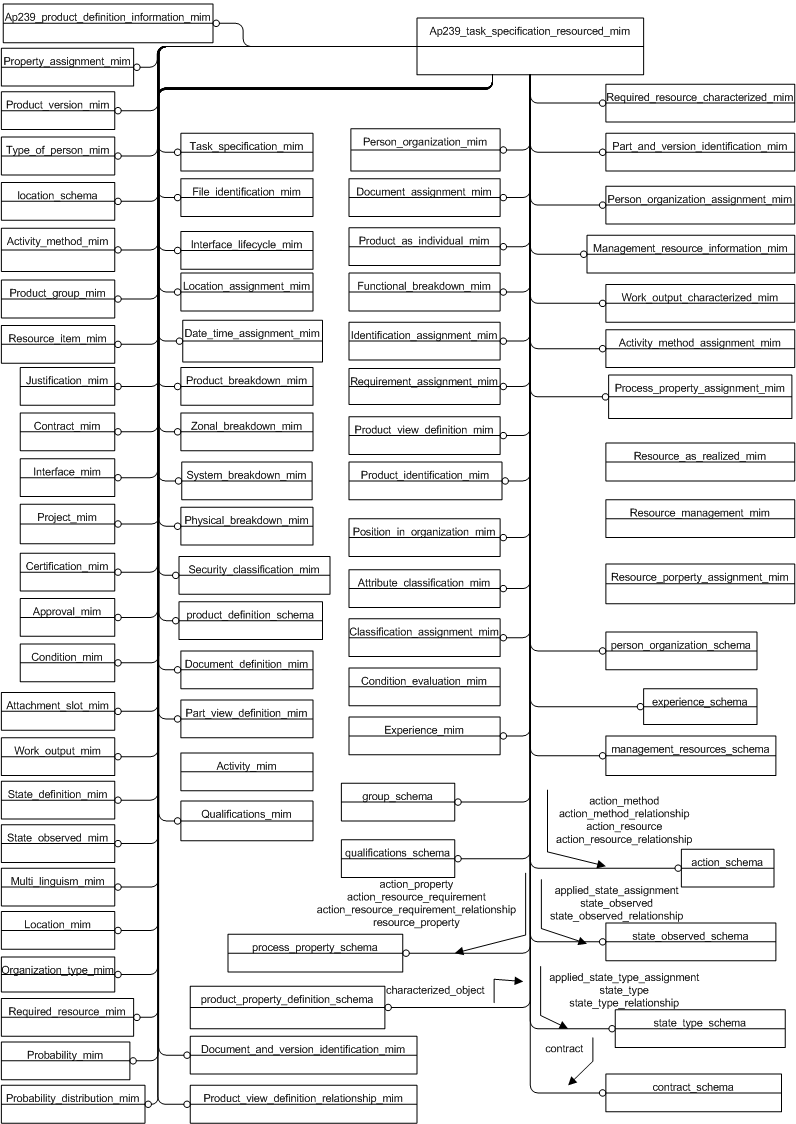 Ap239_product_definition_information_mim
Ap239_task_specification_resourced_mim
Property_assignment_mim
Product_version_mim
Type_of_person_mim
location_schema
Activity_method_mim
Product_group_mim
Resource_item_mim
Justification_mim
Contract_mim
Interface_mim
Project_mim
Certification_mim
Approval_mim
Condition_mim
Attachment_slot_mim
Work_output_mim
State_definition_mim
State_observed_mim
Multi_linguism_mim
Location_mim
Organization_type_mim
Required_resource_mim
Probability_mim
Probability_distribution_mim
Task_specification_mim
File_identification_mim
Interface_lifecycle_mim
Location_assignment_mim
Date_time_assignment_mim
Product_breakdown_mim
Zonal_breakdown_mim
System_breakdown_mim
Physical_breakdown_mim
Security_classification_mim
product_definition_schema
Document_definition_mim
Part_view_definition_mim
Activity_mim
Qualifications_mim
Person_organization_mim
Document_assignment_mim
Product_as_individual_mim
Functional_breakdown_mim
Identification_assignment_mim
Requirement_assignment_mim
Product_view_definition_mim
Product_identification_mim
Position_in_organization_mim
Attribute_classification_mim
Classification_assignment_mim
Condition_evaluation_mim
Experience_mim
group_schema
qualifications_schema
action_property
action_resource_requirement
action_resource_requirement_relationship
resource_property
process_property_schema
product_property_definition_schema
characterized_object
Document_and_version_identification_mim
Product_view_definition_relationship_mim
Required_resource_characterized_mim
Part_and_version_identification_mim
Person_organization_assignment_mim
Management_resource_information_mim
Work_output_characterized_mim
Activity_method_assignment_mim
Process_property_assignment_mim
Resource_as_realized_mim
Resource_management_mim
Resource_porperty_assignment_mim
person_organization_schema
experience_schema
management_resources_schema
action_method
action_method_relationship
action_resource
action_resource_relationship
action_schema
applied_state_assignment
state_observed
state_observed_relationship
state_observed_schema
applied_state_type_assignment
state_type
state_type_relationship
state_type_schema
contract
contract_schema